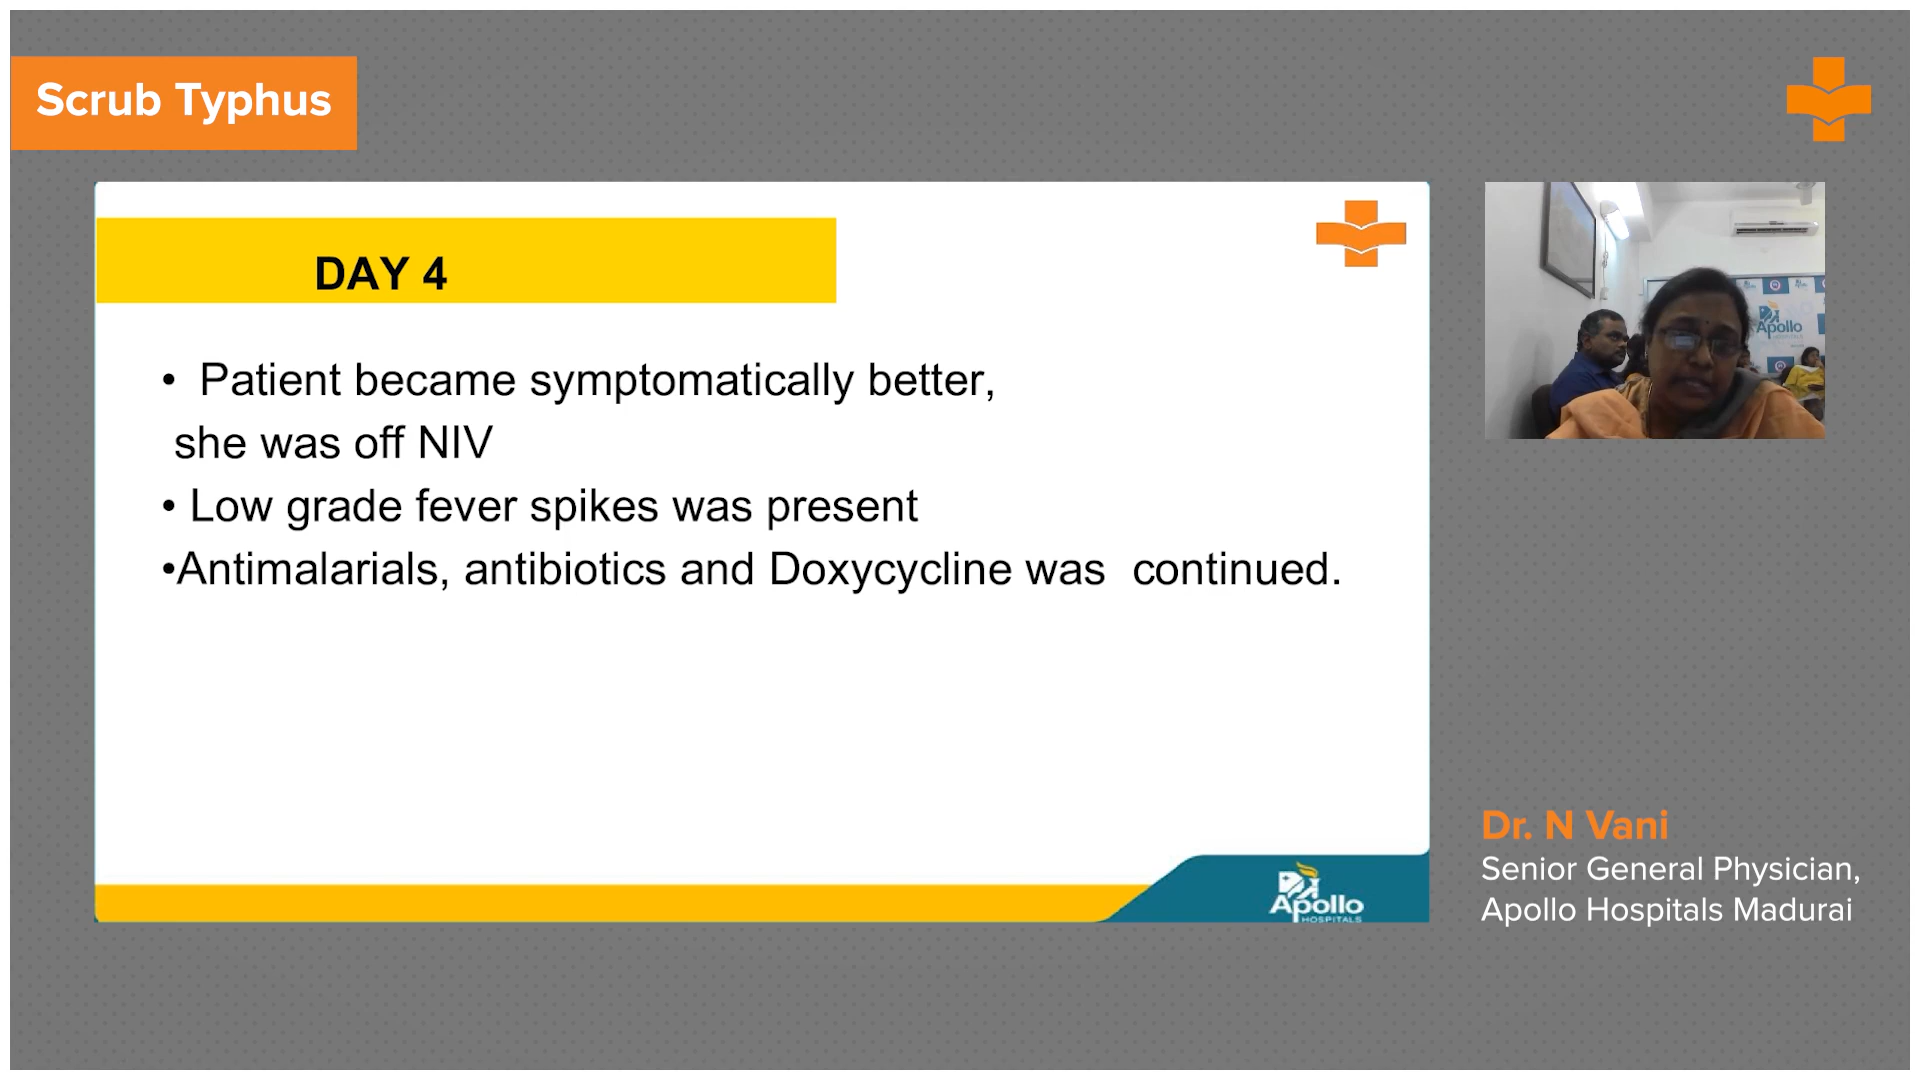 Scrub Typhus
DAY 4
• Patient became symptomatically better,
she was off NIV
• Low grade fever spikes was present
•Antimalarials, antibiotics and Doxycycline was continued.
Apollo
HOSPITALS
Apollo
Dr. N Vani
Senior General Physician,
Apollo Hospitals Madurai